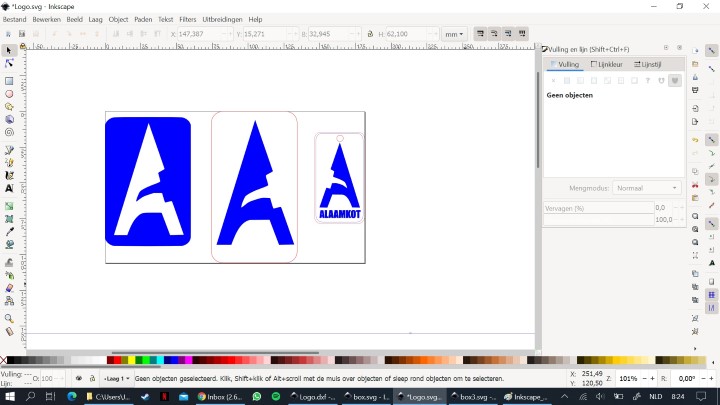 *Logo.svg - Inkscape
Bestand Bewerken Beeld Laag Object Paden Tekst Filters Uitbreidingen Help
X: 147,387 Y: 15,271 B: 32,945 H: 62,100 mm
Vulling en lijn (Shift+Ctrl+F)
Vulling Lijnkleur Lijnstijl
Geen objecten
ALAAMKOT
Mengmodus: Normaal
Vervagen (%) 0,0
100,0
Vulling: ---
Lijn: ---
O: 100
Laag 1
Geen objecten geselecteerd. Klik, Shift+klik of Alt+scroll met de muis over objecten of sleep rond objecten om te selecteren.
X: 251,49
Y: 120,50
Z: 101%
R: 0,00°
C:\Users\J...
Inbox (2.6...
Logo.dxf -...
box.svg - I...
*Logo.svg...
box3.svg -...
Inkscape_...
NLD 8:24